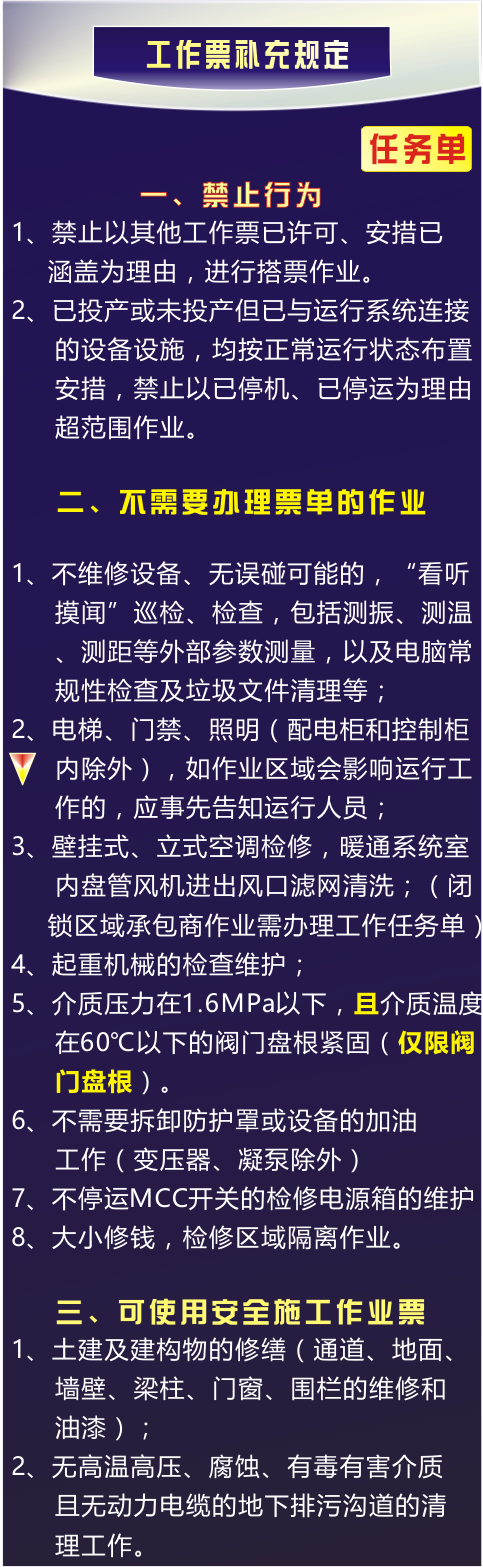 工作票补充规定
任务单
一、禁止行为
1、禁止以其他工作票已许可、安措已
涵盖为理由，进行搭票作业。
2、已投产或未投产但已与运行系统连接
的设备设施，均按正常运行状态布置
安措，禁止以已停机、已停运为理由
超范围作业。
二、不需要办理票单的作业
1、不维修设备、无误碰可能的，“看听
摸闻”巡检、检查，包括测振、测温
、测距等外部参数测量，以及电脑常
规性检查及垃圾文件清理等；
2、电梯、门禁、照明（配电柜和控制柜
内除外），如作业区域会影响运行工
作的，应事先告知运行人员；
3、壁挂式、立式空调检修，暖通系统室
内盘管风机进出风口滤网清洗；（闭
锁区域承包商作业需办理工作任务单）
4、起重机械的检查维护；
5、介质压力在1.6MPa以下，且介质温度
在60℃以下的阀门盘根紧固（仅限阀
门盘根）。
6、不需要拆卸防护罩或设备的加油
工作（变压器、凝泵除外）
7、不停运MCC开关的检修电源箱的维护
8、大小修钱，检修区域隔离作业。
三、可使用安全施工作业票
1、土建及建构物的修缮（通道、地面、
墙壁、梁柱、门窗、围栏的维修和
油漆）；
2、无高温高压、腐蚀、有毒有害介质
且无动力电缆的地下排污沟道的清
理工作。